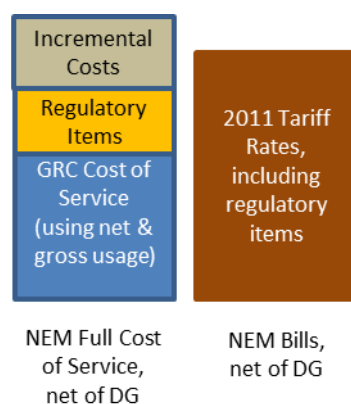 Incremental
Costs
Regulatory
Items
GRC Cost of
Service
(using net &
gross usage)
2011 Tariff
Rates,
including
regulatory
items
NEM Full Cost
of Service,
net of DG
NEM Bills,
net of DG